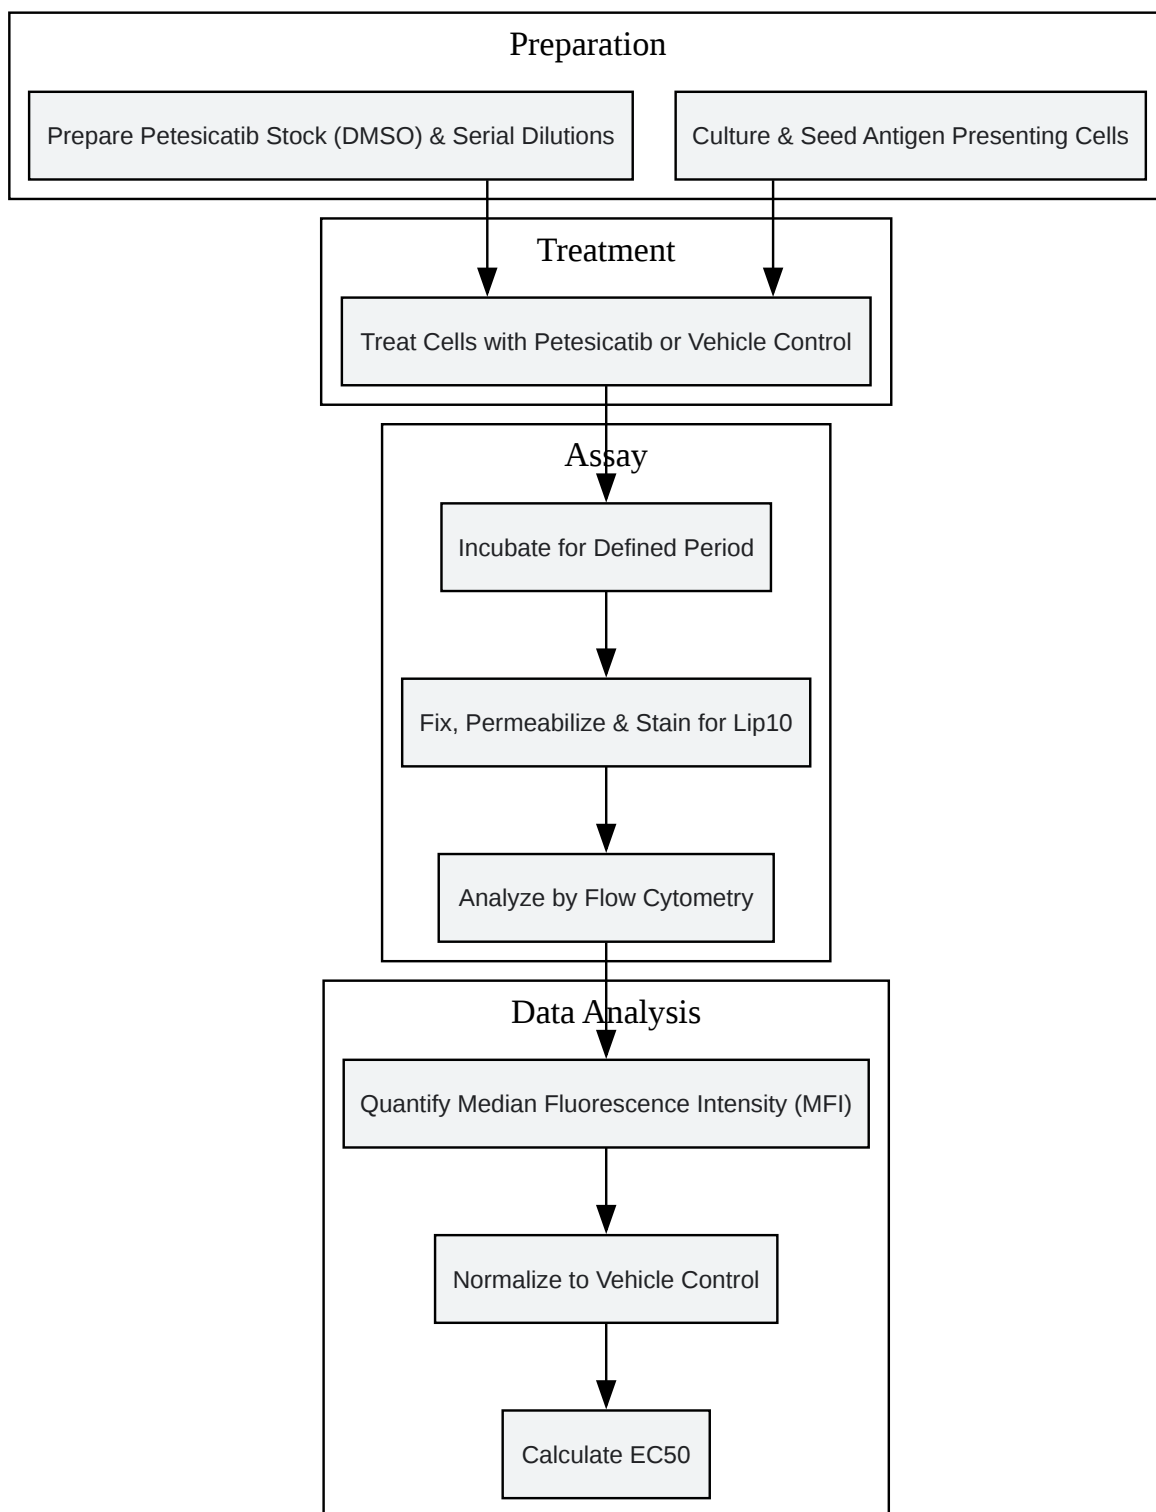 Preparation
Prepare Petesicatib Stock (DMSO) & Serial Dilutions
Culture & Seed Antigen Presenting Cells
Treatment
Treat Cells with Petesicatib or Vehicle Control
Assay
Incubate for Defined Period
Fix, Permeabilize & Stain for Lip10
Analyze by Flow Cytometry
Data Analysis
Quantify Median Fluorescence Intensity (MFI)
Normalize to Vehicle Control
Calculate EC50